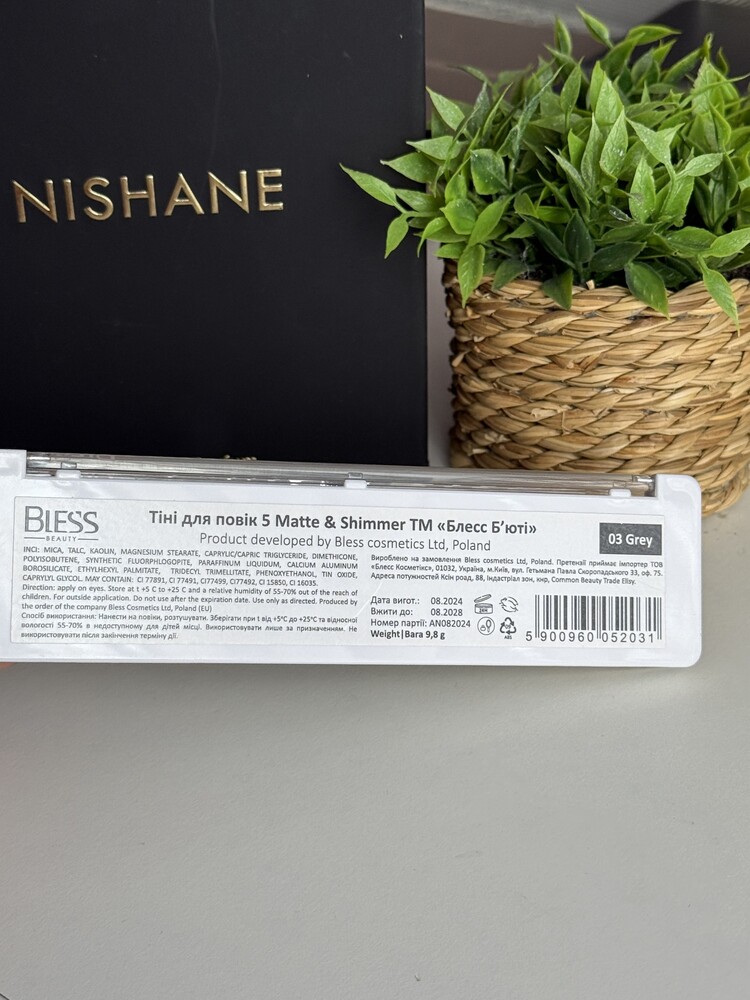 NISHANE
BLESS
BEAUTY
Тіні для повік 5 Matte & Shimmer ТМ «Блесс Б'юті»
Product developed by Bless cosmetics Ltd, Poland
03 Grey
INCI: MICA, TALC, KAOLIN, MAGNESIUM STEARATE, CAPRYLIC/CAPRIC TRIGLYCERIDE, DIMETHICONE,
POLYISOBUTENE, SYNTHETIC FLUORPHLOGOPITE, PARAFFINUM LIQUIDUM, CALCIUM ALUMINUM
BOROSILICATE, ETHYLHEXYL PALMITATE, TRIDECYL TRIMELLITATE, PHENOXYETHANOL, TIN OXIDE,
CAPRYLYL GLYCOL. MAY CONTAIN: CI 77891, CI 77491, CI77499, CI77492, CI 15850, CI 16035.
Direction: apply on eyes. Store at t +5 C to +25 C and a relative humidity of 55-70% out of the reach of
children. For outside application. Do not use after the expiration date. Use only as directed. Produced by
the order of the company Bless Cosmetics Ltd, Poland (EU)
Спосіб використання: Нанести на повіки, розтушувати. Зберігати при t від +5°C до +25°C та відносної
вологості 55-70% в недоступному для дітей місці. Використовувати лише за призначенням. Не
використовувати після закінчення терміну дії.
Вироблено на замовлення Bless cosmetics Ltd, Poland. Претензії приймає імпортер ТОВ
«Блесс Косметікс», 01032, Україна, м.Київ, вул. Гетьмана Павла Скоропадського 33, оф. 75.
Адреса потужностей Ксін роад, 88, Індастріал зон, кнр, Common Beauty Trade
Дата вигот.: 08.2024
Вжити до: 08.2028
Номер партії: AN082024
Weight|Вага 9,8 g
24M
ABS
5 900960 052031